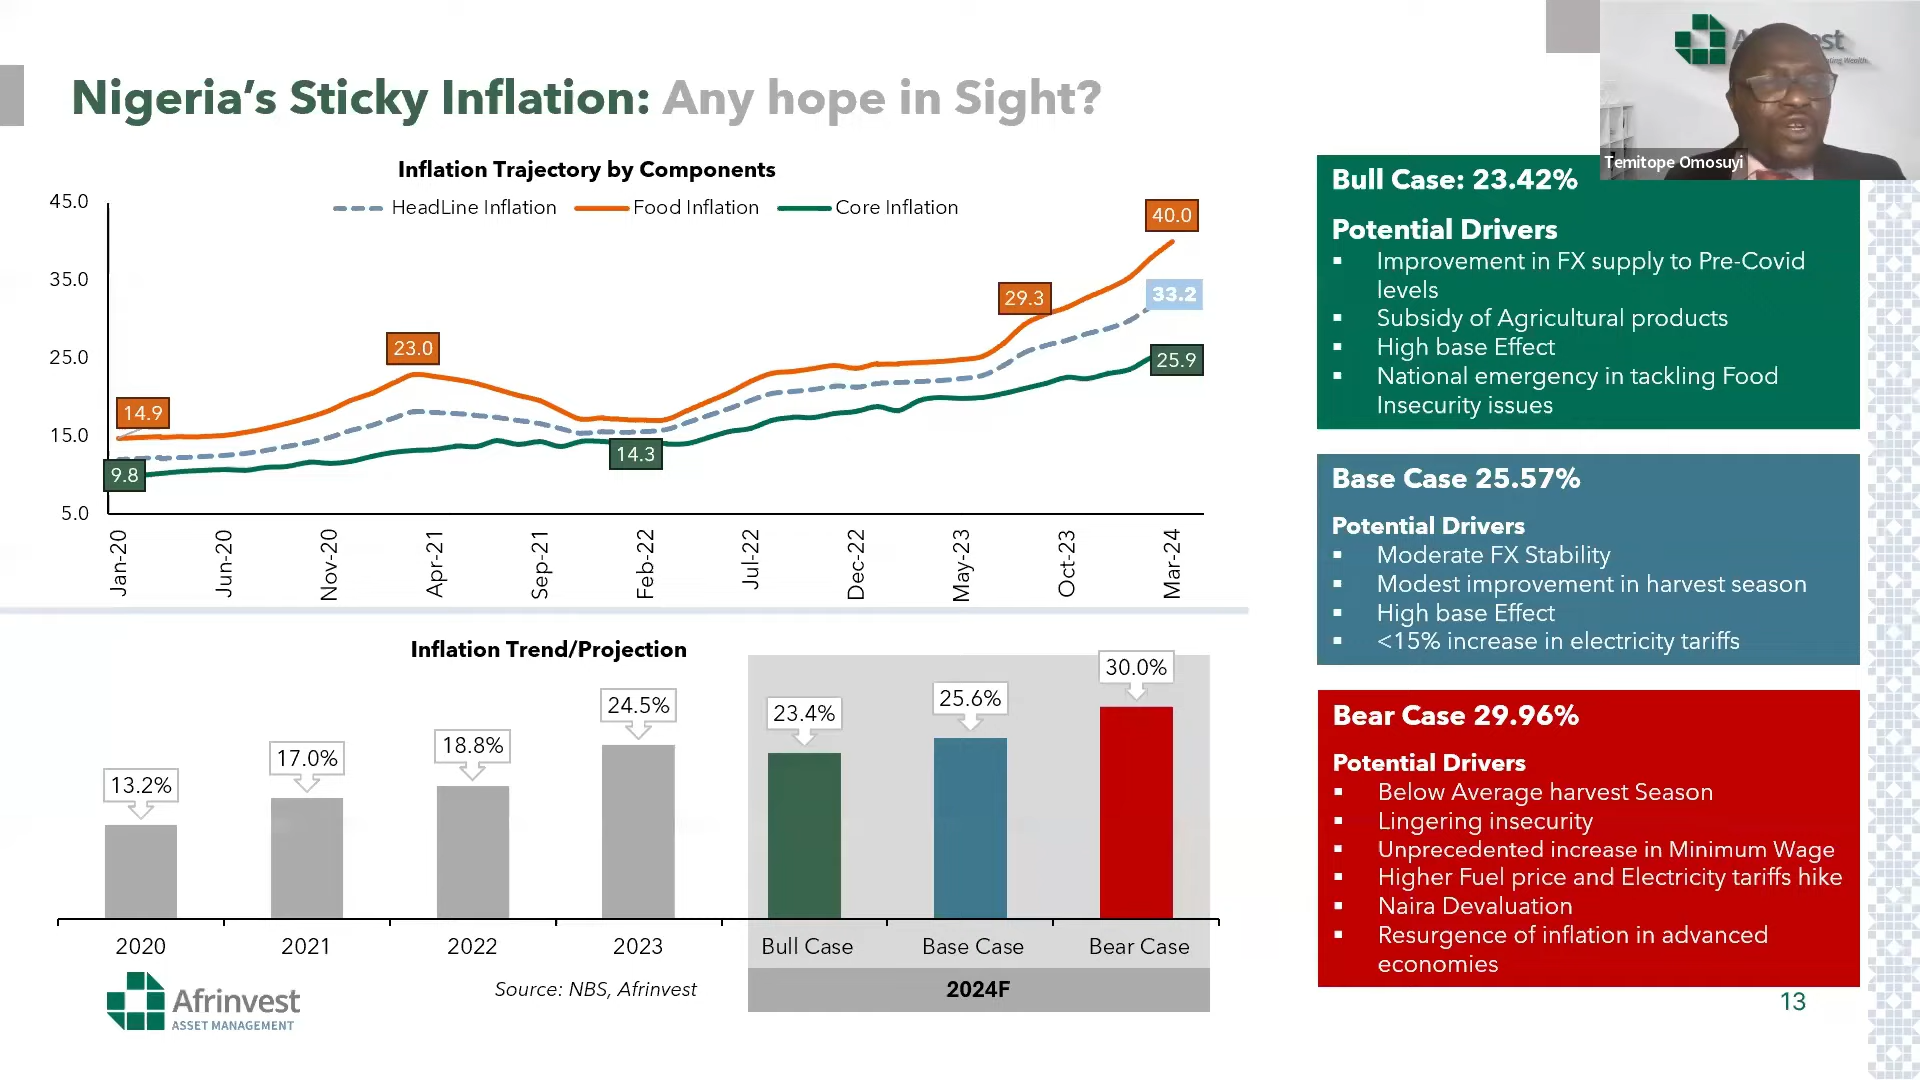 Nigeria's Sticky Inflation: Any hope in Sight?
Temitope Omosuyi
Inflation Trajectory by Components
HeadLine Inflation Food Inflation Core Inflation
45.0
35.0
25.0
15.0
5.0
14.9
9.8
23.0
14.3
29.3
40.0
33.2
25.9
Jan-20 Jun-20 Nov-20 Apr-21 Sep-21 Feb-22 Jul-22 Dec-22 May-23 Oct-23 Mar-24
Inflation Trend/Projection
13.2% 17.0% 18.8% 24.5% 23.4% 25.6% 30.0%
2020 2021 2022 2023 Bull Case Base Case Bear Case
2024F
Source: NBS, Afrinvest
Afrinvest
ASSET MANAGEMENT
Bull Case: 23.42%
Potential Drivers
▪ Improvement in FX supply to Pre-Covid
levels
▪ Subsidy of Agricultural products
▪ High base Effect
▪ National emergency in tackling Food
Insecurity issues
Base Case 25.57%
Potential Drivers
▪ Moderate FX Stability
▪ Modest improvement in harvest season
▪ High base Effect
▪ <15% increase in electricity tariffs
Bear Case 29.96%
Potential Drivers
▪ Below Average harvest Season
▪ Lingering insecurity
▪ Unprecedented increase in Minimum Wage
▪ Higher Fuel price and Electricity tariffs hike
▪ Naira Devaluation
▪ Resurgence of inflation in advanced
economies
13